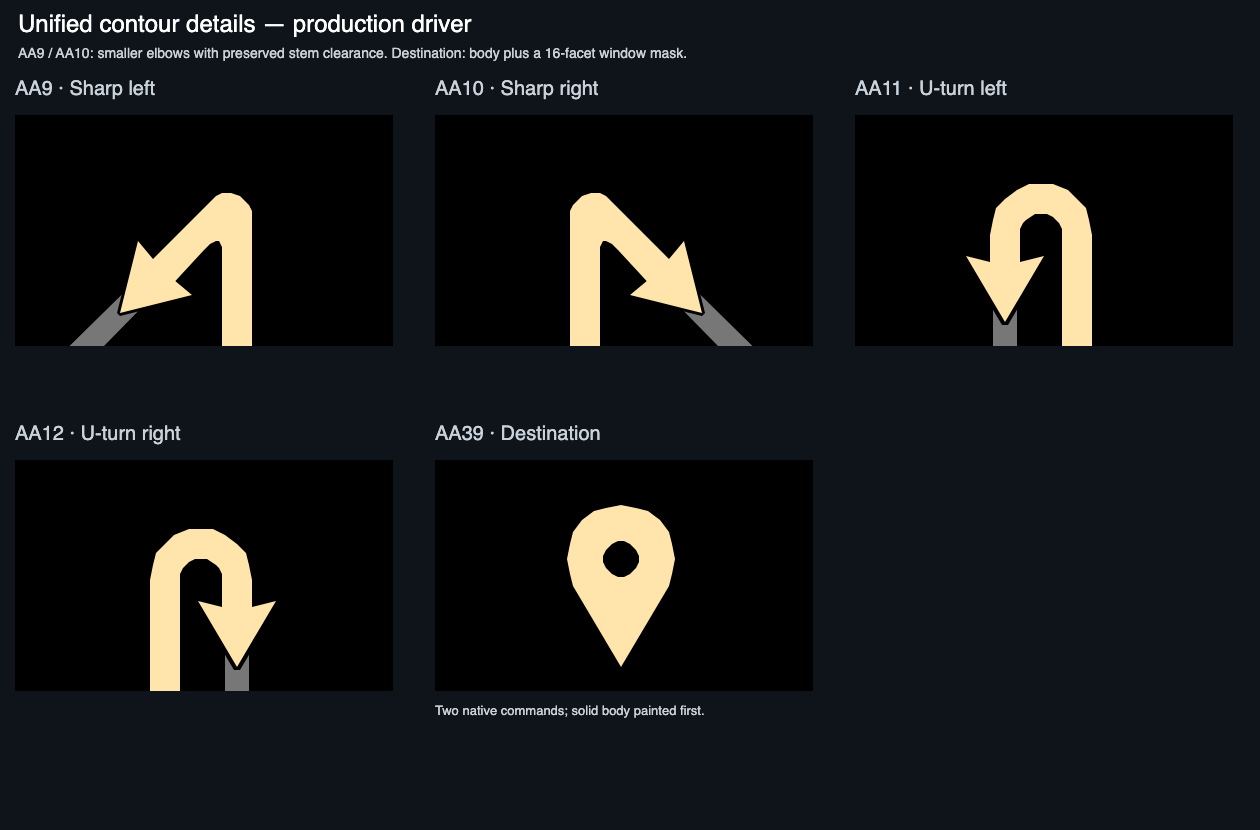 Unified contour details — production driver
AA9 / AA10: smaller elbows with preserved stem clearance. Destination: body plus a 16-facet window mask.
AA9 · Sharp left
AA10 · Sharp right
AA11 · U-turn left
AA12 · U-turn right
AA39 · Destination
Two native commands; solid body painted first.